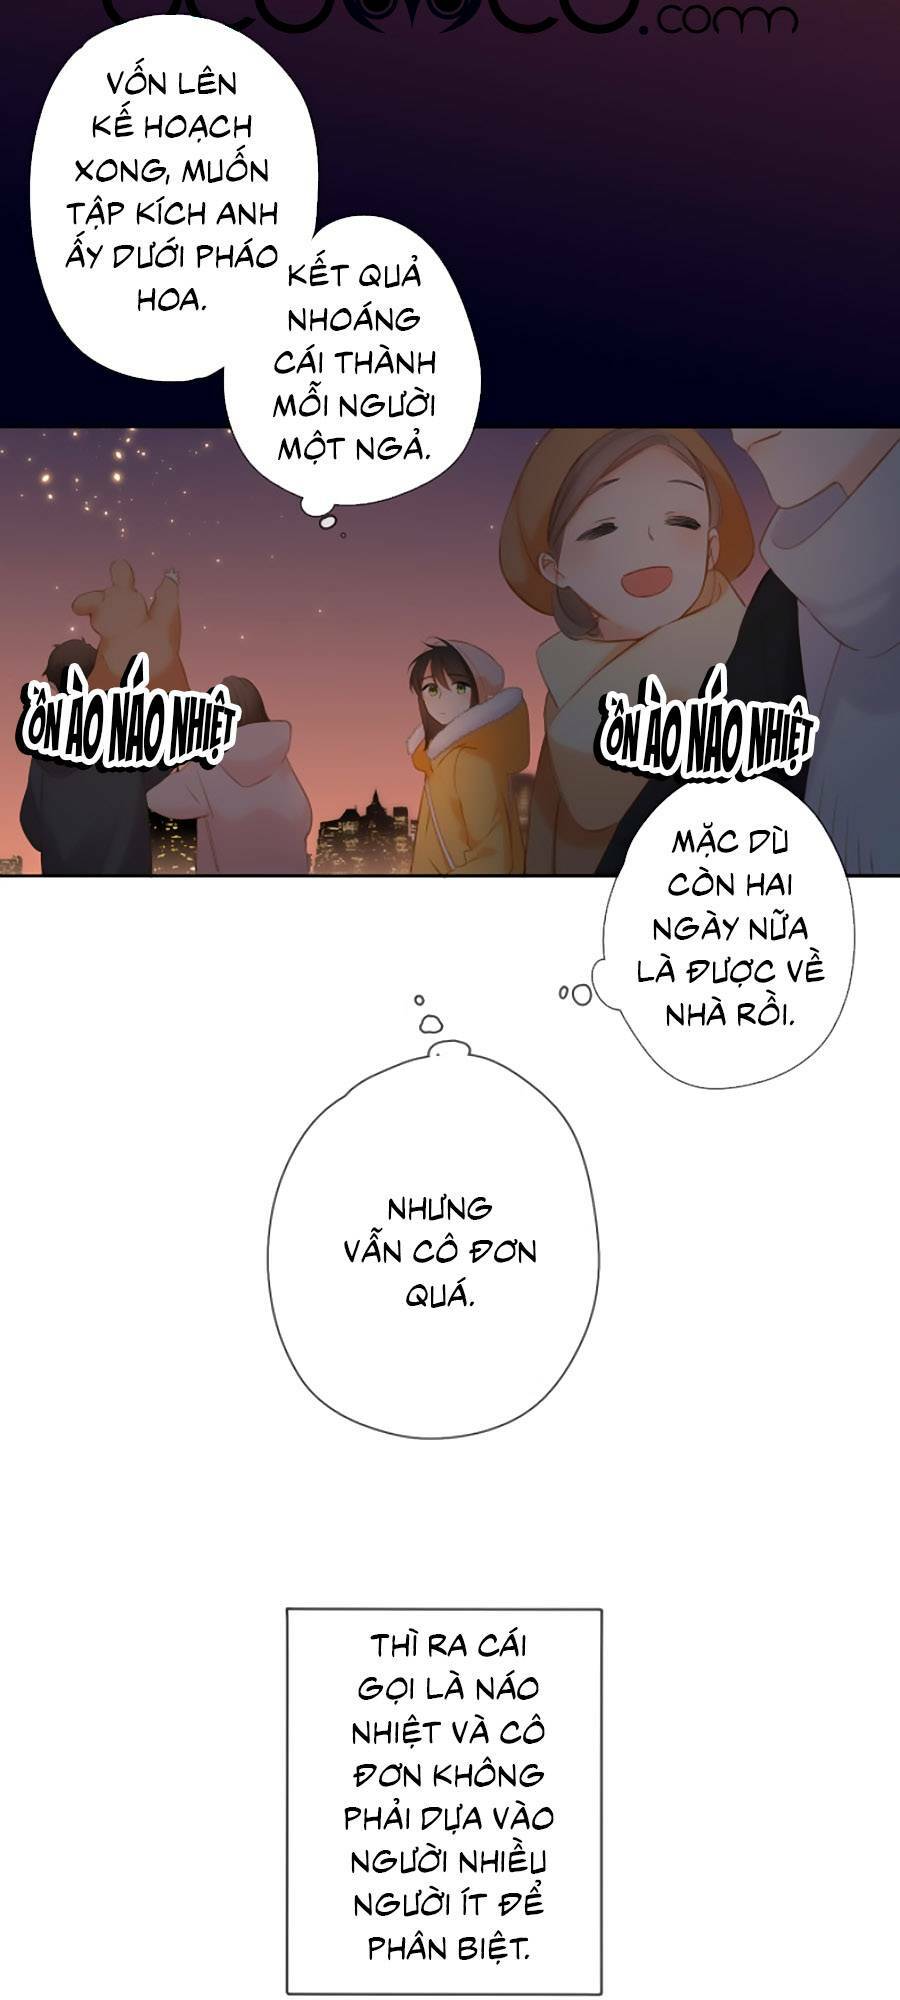 VỐN LÊN
KẾ HOẠCH
XONG, MUỐN
TẬP KÍCH ANH
ẤY DƯỚI PHÁO
HOA.
KẾT QUẢ
NHOÁNG
CÁI THÀNH
MỖI NGƯỜI
MỘT NGẢ.
ỒN ÀO NÁO NHIỆT
ỒN ÀO NÁO NHIỆT
MẶC DÙ
CÒN HAI
NGÀY NỮA
LÀ ĐƯỢC VỀ
NHÀ RỒI.
NHƯNG
VẪN CÔ ĐƠN
QUÁ.
THÌ RA CÁI
GỌI LÀ NÁO
NHIỆT VÀ CÔ
ĐƠN KHÔNG
PHẢI DỰA VÀO
NGƯỜI NHIỀU
NGƯỜI ÍT ĐỂ
PHÂN BIỆT.